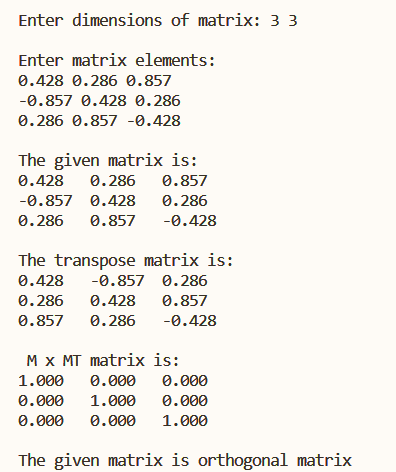 Enter dimensions of matrix: 3 3
Enter matrix elements:
0.428 0.286 0.857
-0.857 0.428 0.286
0.286 0.857 -0.428
The given matrix is:
0.428 0.286 0.857
-0.857 0.428 0.286
0.286 0.857 -0.428
The transpose matrix is:
0.428 -0.857 0.286
0.286 0.428 0.857
0.857 0.286 -0.428
M x MT matrix is:
1.000 0.000 0.000
0.000 1.000 0.000
0.000 0.000 1.000
The given matrix is orthogonal matrix